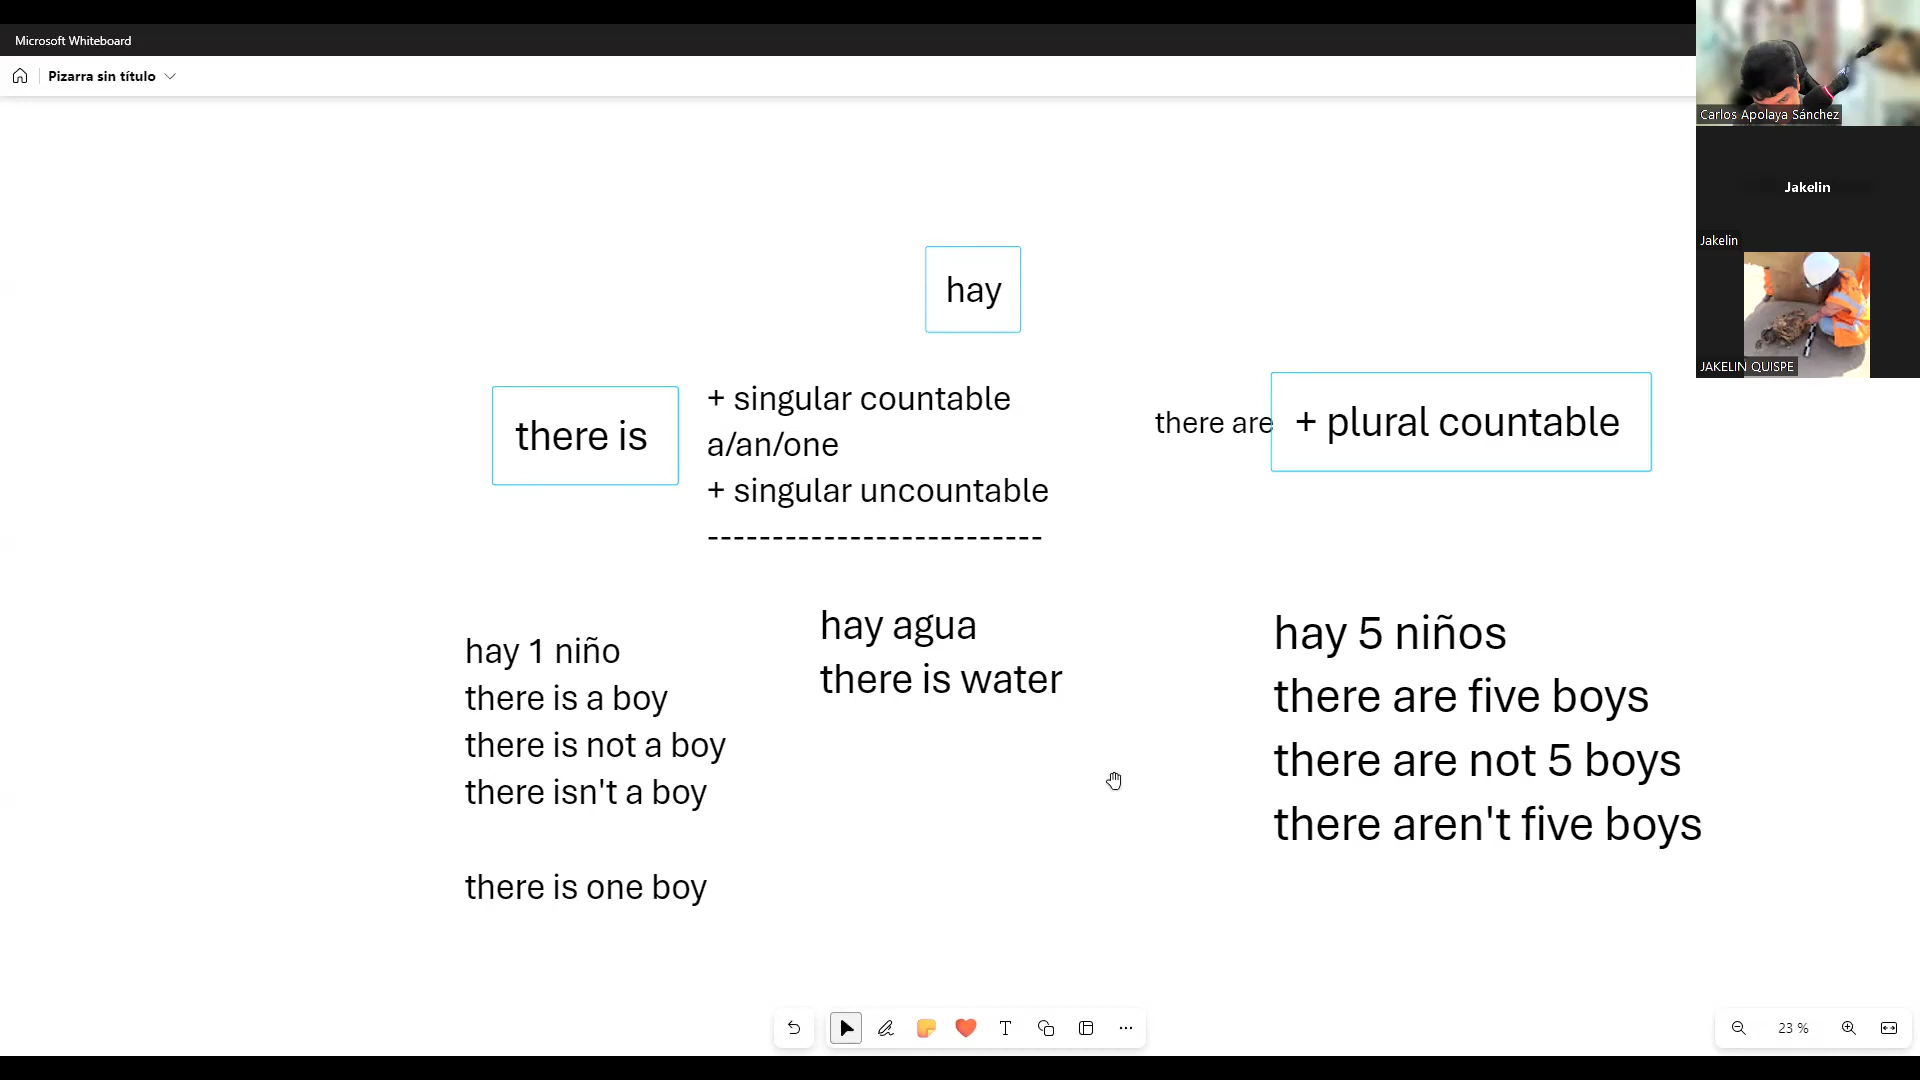 Microsoft Whiteboard
Pizarra sin título
Carlos Apolaya Sánchez
Jakelin
Jakelin
JAKELIN QUISPE
hay
there is
+ singular countable
a/an/one
+ singular uncountable
--------------------------
there are
+ plural countable
hay 1 niño
there is a boy
there is not a boy
there isn't a boy
there is one boy
hay agua
there is water
hay 5 niños
there are five boys
there are not 5 boys
there aren't five boys
23 %